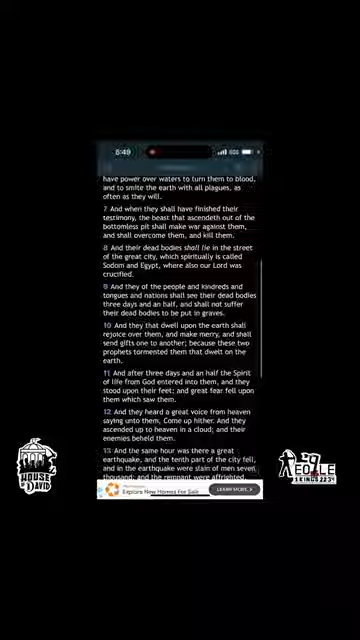 8:49
have power over waters to turn them to blood,
and to smite the earth with all plagues, as
often as they will.
7 And when they shall have finished their
testimony, the beast that ascendeth out of the
bottomless pit shall make war against them,
and shall overcome them, and kill them.
8 And their dead bodies shall lie in the street
of the great city, which spiritually is called
Sodom and Egypt, where also our Lord was
crucified.
9 And they of the people and kindreds and
tongues and nations shall see their dead bodies
three days and an half, and shall not suffer
their dead bodies to be put in graves.
10 And they that dwell upon the earth shall
rejoice over them, and make merry, and shall
send gifts one to another; because these two
prophets tormented them that dwelt on the
earth.
11 And after three days and an half the Spirit
of life from God entered into them, and they
stood upon their feet; and great fear fell upon
them which saw them.
12 And they heard a great voice from heaven
saying unto them, Come up hither. And they
ascended up to heaven in a cloud; and their
enemies beheld them.
13 And the same hour was there a great
earthquake, and the tenth part of the city fell,
and in the earthquake were slain of men seven
thousand: and the remnant were affrighted,
Explore New Homes For Sale
LEARN MORE >
HOUSE
OF DAVID
1 KINGS 22:34